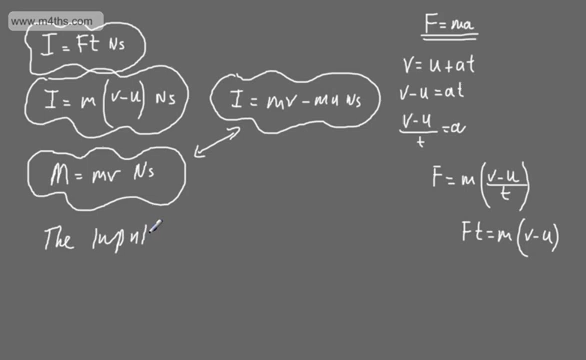 www.m4ths.com
I = Ft Ns
I = m(v-u) Ns
I = mv - mu Ns
M = mv Ns
The Impul
F = ma
v = u + at
v - u = at
v-u/t = a
F = m(v-u/t)
Ft = m(v-u)